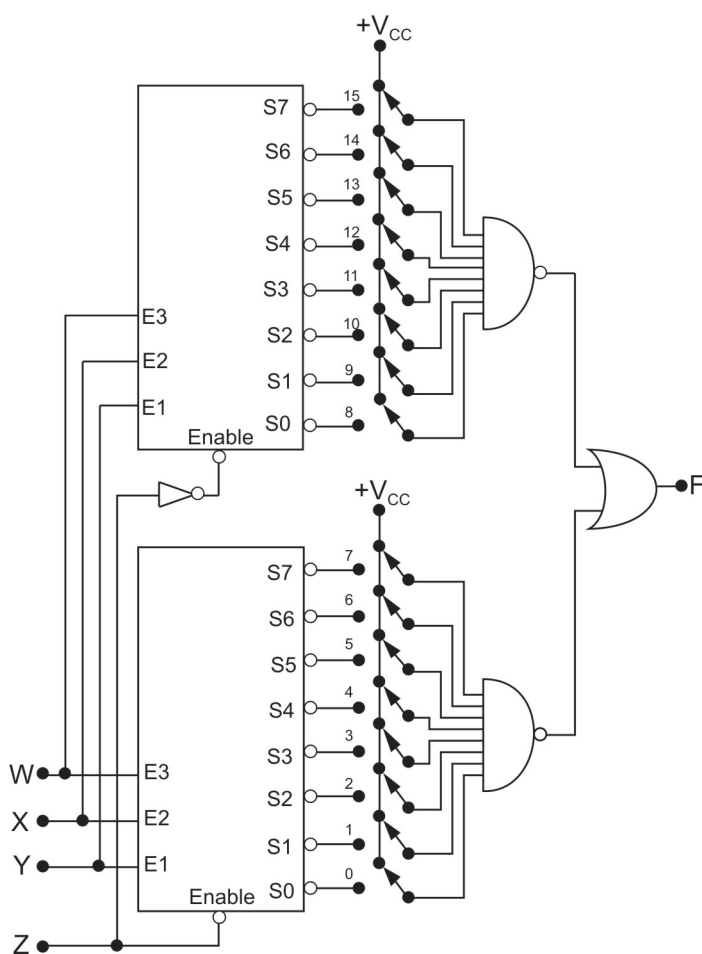 +VCC
S7 15
S6 14
S5 13
S4 12
S3 11
E3
S2 10
E2
S1 9
E1
S0 8
Enable
F
+VCC
S7 7
S6 6
S5 5
S4 4
S3 3
W E3
S2 2
X E2
S1 1
Y E1
S0 0
Enable
Z